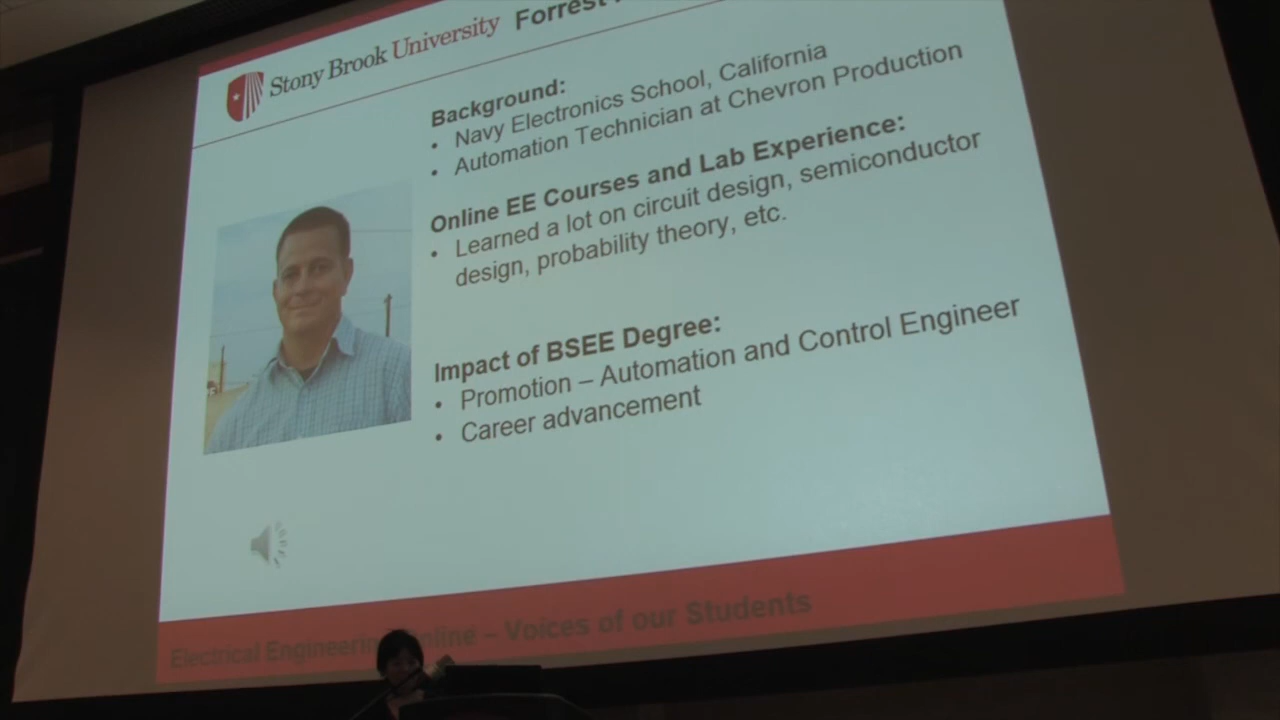 Stony Brook University Forrest
Background:
• Navy Electronics School, California
• Automation Technician at Chevron Production
Online EE Courses and Lab Experience:
• Learned a lot on circuit design, semiconductor
design, probability theory, etc.
Impact of BSEE Degree:
• Promotion – Automation and Control Engineer
• Career advancement
Electrical Engineering Online – Voices of our Students